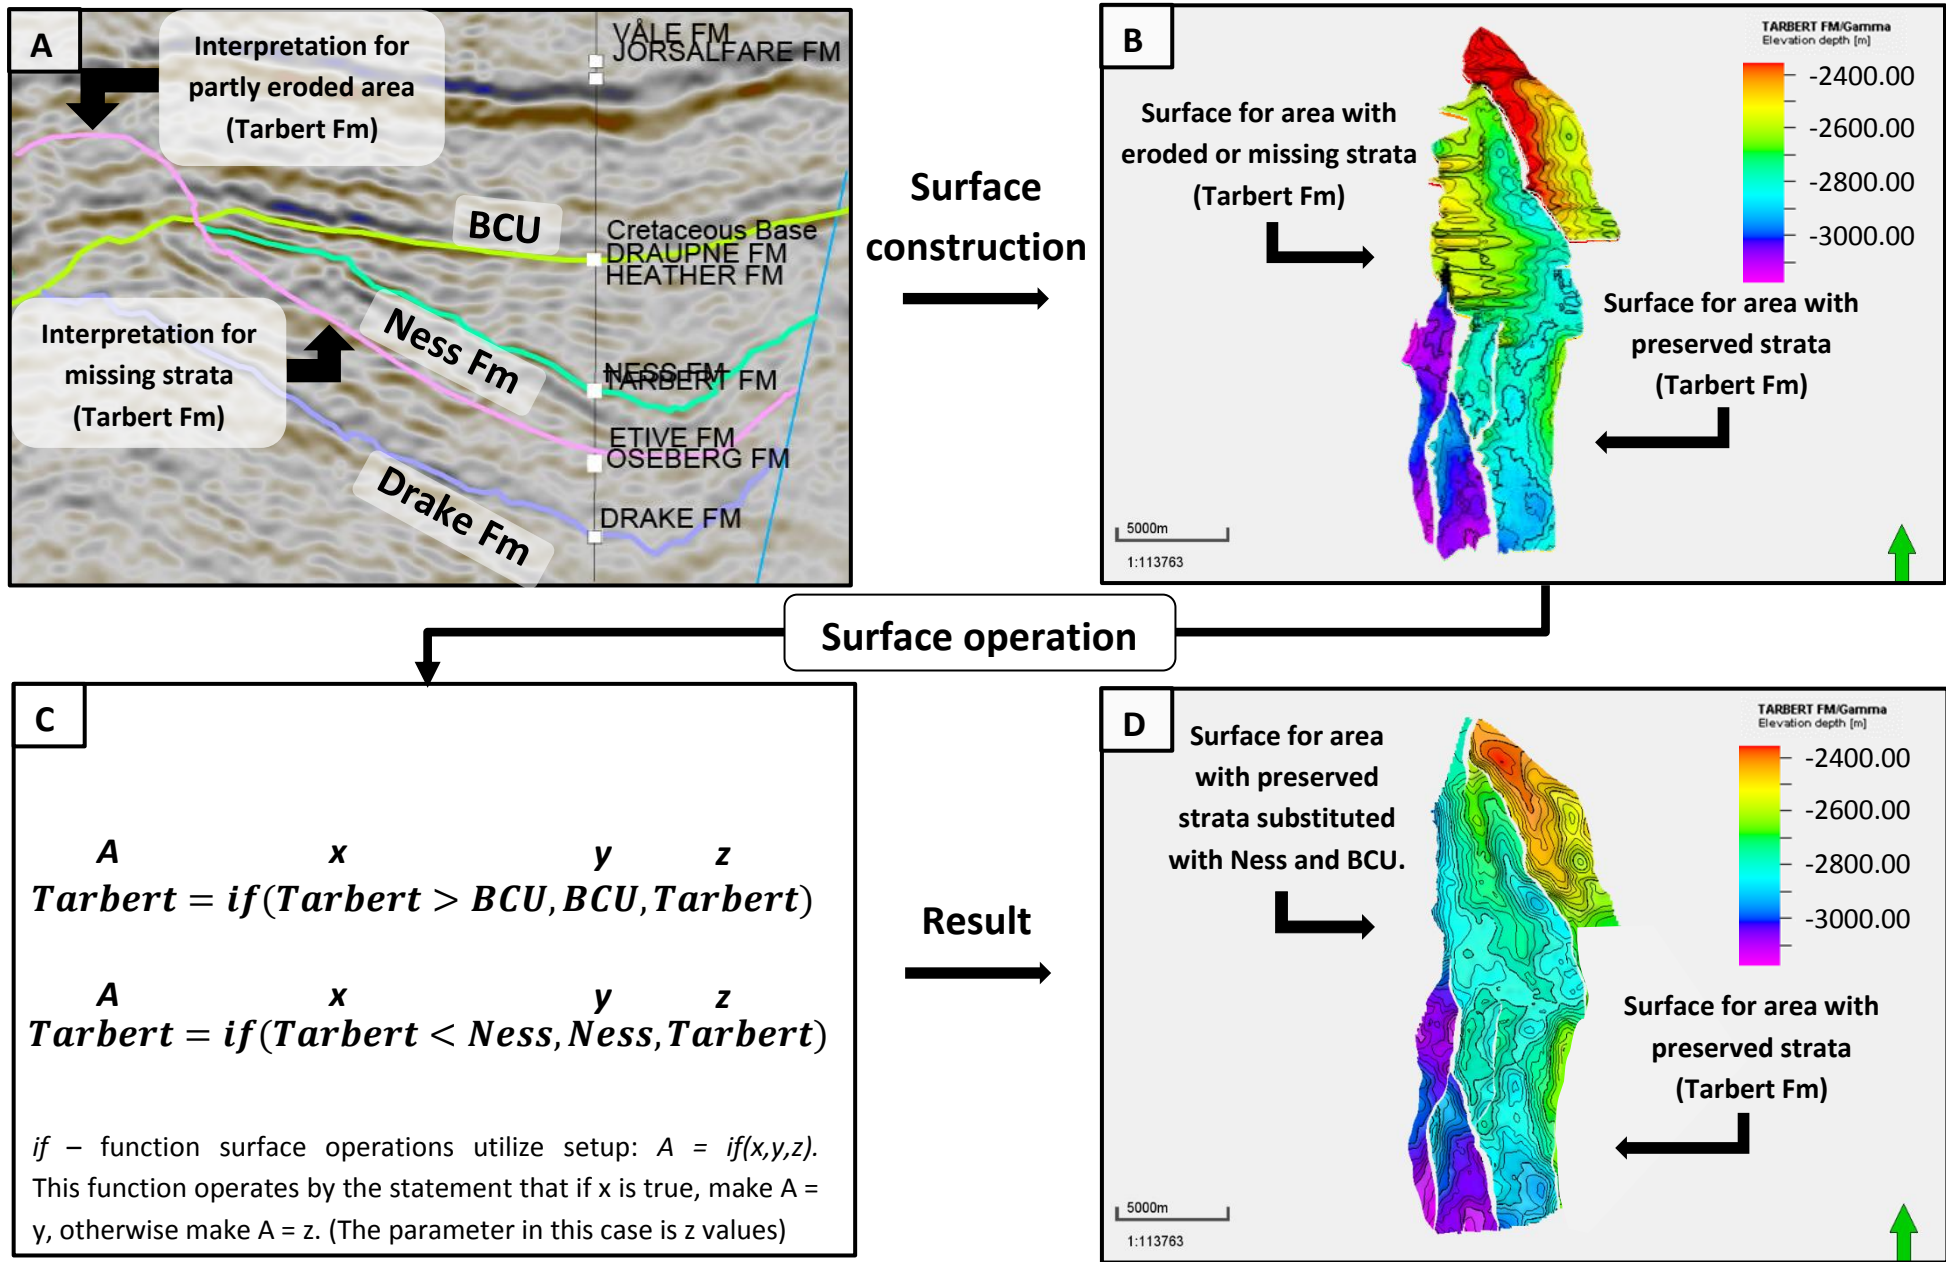 A
Interpretation for
partly eroded area
(Tarbert Fm)
VÅLE FM
JORSALFARE FM
BCU
Cretaceous Base
DRAUPNE FM
HEATHER FM
Interpretation for
missing strata
(Tarbert Fm)
Ness Fm
NESS FM
TARBERT FM
ETIVE FM
OSEBERG FM
Drake Fm
DRAKE FM
Surface
construction
B
Surface for area with
eroded or missing strata
(Tarbert Fm)
TARBERT FM/Gamma
Elevation depth [m]
-2400.00
-2600.00
-2800.00
-3000.00
Surface for area with
preserved strata
(Tarbert Fm)
5000m
1:113763
Surface operation
C
A x y z
Tarbert = if(Tarbert > BCU, BCU, Tarbert)
A x y z
Tarbert = if(Tarbert < Ness, Ness, Tarbert)
if – function surface operations utilize setup: A = if(x,y,z).
This function operates by the statement that if x is true, make A =
y, otherwise make A = z. (The parameter in this case is z values)
Result
D
Surface for area
with preserved
strata substituted
with Ness and BCU.
TARBERT FM/Gamma
Elevation depth [m]
-2400.00
-2600.00
-2800.00
-3000.00
Surface for area with
preserved strata
(Tarbert Fm)
5000m
1:113763